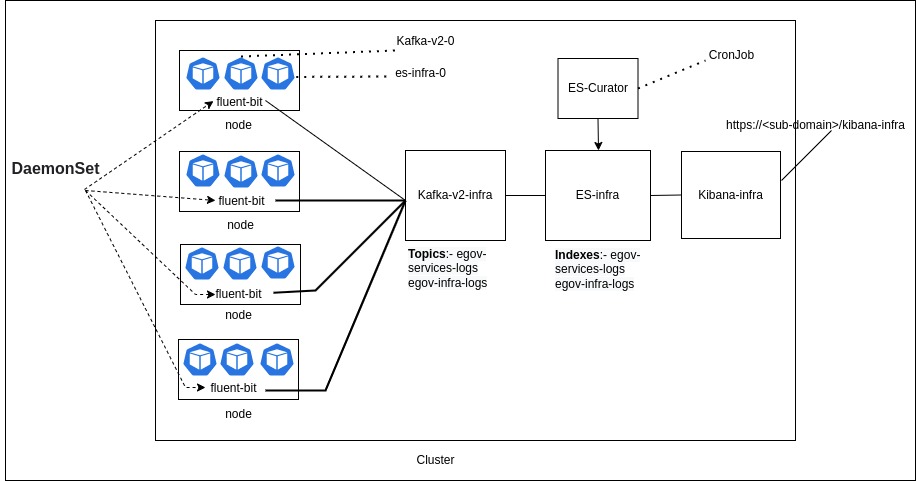 Kafka-v2-0
es-infra-0
fluent-bit
node
DaemonSet
fluent-bit
node
fluent-bit
node
fluent-bit
node
Kafka-v2-infra
Topics:- egov-
services-logs
egov-infra-logs
ES-Curator
CronJob
ES-infra
Indexes:- egov-
services-logs
egov-infra-logs
https://<sub-domain>/kibana-infra
Kibana-infra
Cluster